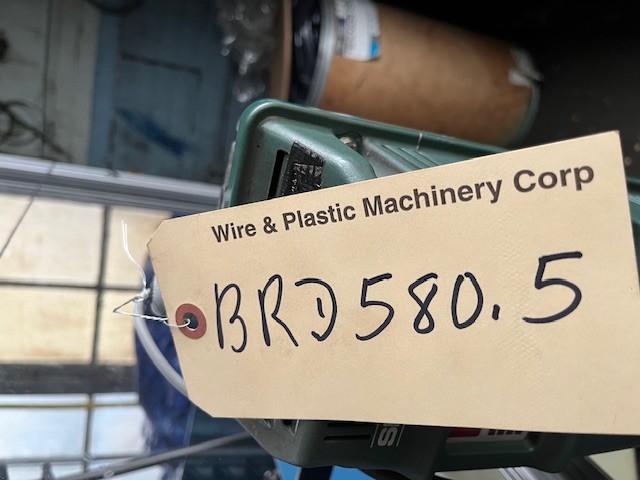 Wire & Plastic Machinery Corp
BRD580.5